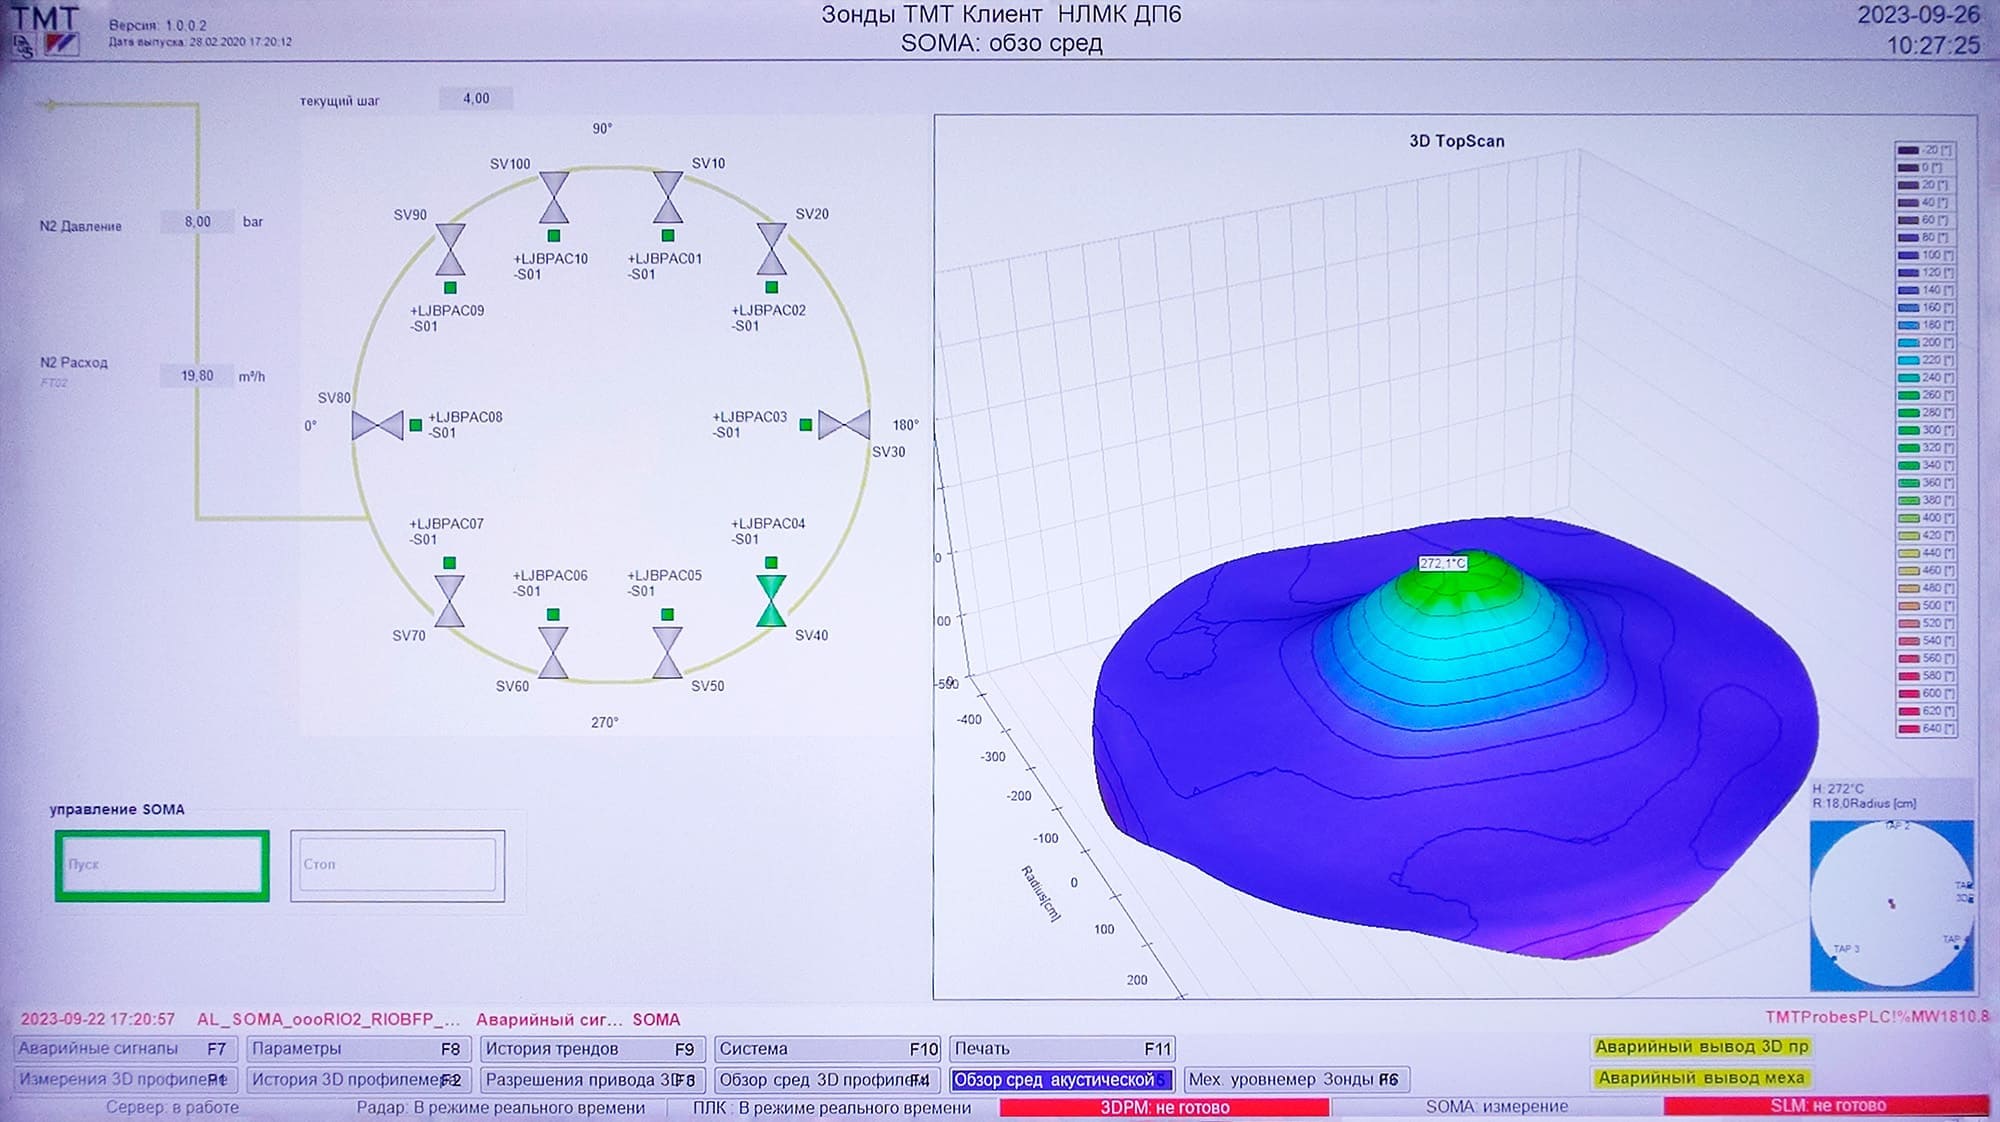 TMT
Версия: 1.0.0.2
Дата выпуска: 28.02.2020 17:20:12
Зонды ТМТ Клиент НЛМК ДП6
SOMA: обзо сред
2023-09-26
10:27:25
текущий шаг 4,00
90°
SV100
SV10
SV90
SV20
+LJBPAC10
-S01
+LJBPAC01
-S01
+LJBPAC09
-S01
+LJBPAC02
-S01
N2 Давление 8,00 bar
N2 Расход 19,80 m³/h
FT02
SV80
0°
+LJBPAC08
-S01
+LJBPAC03
-S01
180°
SV30
+LJBPAC07
-S01
+LJBPAC04
-S01
+LJBPAC06
-S01
+LJBPAC05
-S01
SV70
SV40
SV60
SV50
270°
управление SOMA
Пуск
Стоп
3D TopScan
272,1°C
-400
-300
-200
-100
0
100
200
Radius[cm]
-20 [°]
0 [°]
20 [°]
40 [°]
60 [°]
80 [°]
100 [°]
120 [°]
140 [°]
160 [°]
180 [°]
200 [°]
220 [°]
240 [°]
260 [°]
280 [°]
300 [°]
320 [°]
340 [°]
360 [°]
380 [°]
400 [°]
420 [°]
440 [°]
460 [°]
480 [°]
500 [°]
520 [°]
540 [°]
560 [°]
580 [°]
600 [°]
620 [°]
640 [°]
H: 272°C
R:18,0Radius [cm]
TAP 2
TAP 3
2023-09-22 17:20:57 AL_SOMA_oooRIO2_RIOBFP_... Аварийный сиг... SOMA
TMTProbesPLC!%MW1810.8
Аварийные сигналы F7
Параметры F8
История трендов F9
Система F10
Печать F11
Аварийный вывод 3D пр
Измерения 3D профилеме
История 3D профилемер F2
Разрешения привода 3D
Обзор сред 3D профилем
Обзор сред акустической
Мех. уровнемер Зонды F6
Аварийный вывод меха
Сервер: в работе
Радар: В режиме реального времени
ПЛК : В режиме реального времени
3DPM: не готово
SOMA: измерение
SLM: не готово